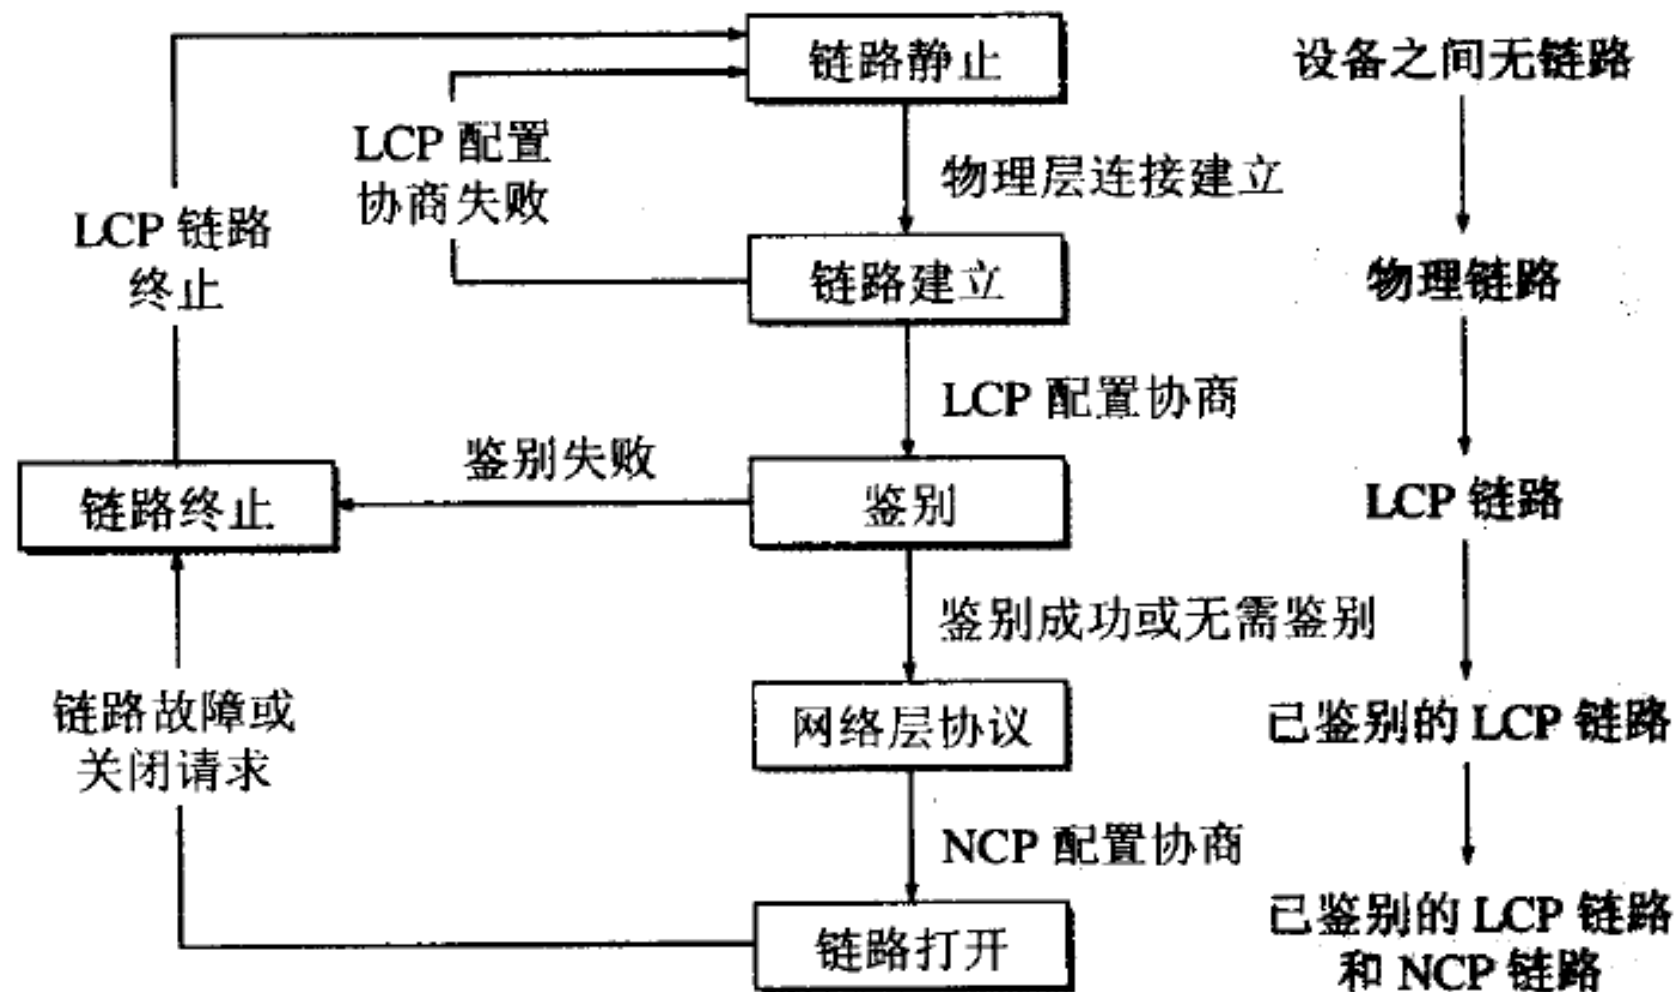 链路静止
设备之间无链路
LCP 配置
协商失败
物理层连接建立
LCP 链路
终止
链路建立
物理链路
LCP 配置协商
鉴别失败
链路终止
鉴别
LCP 链路
鉴别成功或无需鉴别
链路故障或
关闭请求
网络层协议
已鉴别的 LCP 链路
NCP 配置协商
链路打开
已鉴别的 LCP 链路
和 NCP 链路